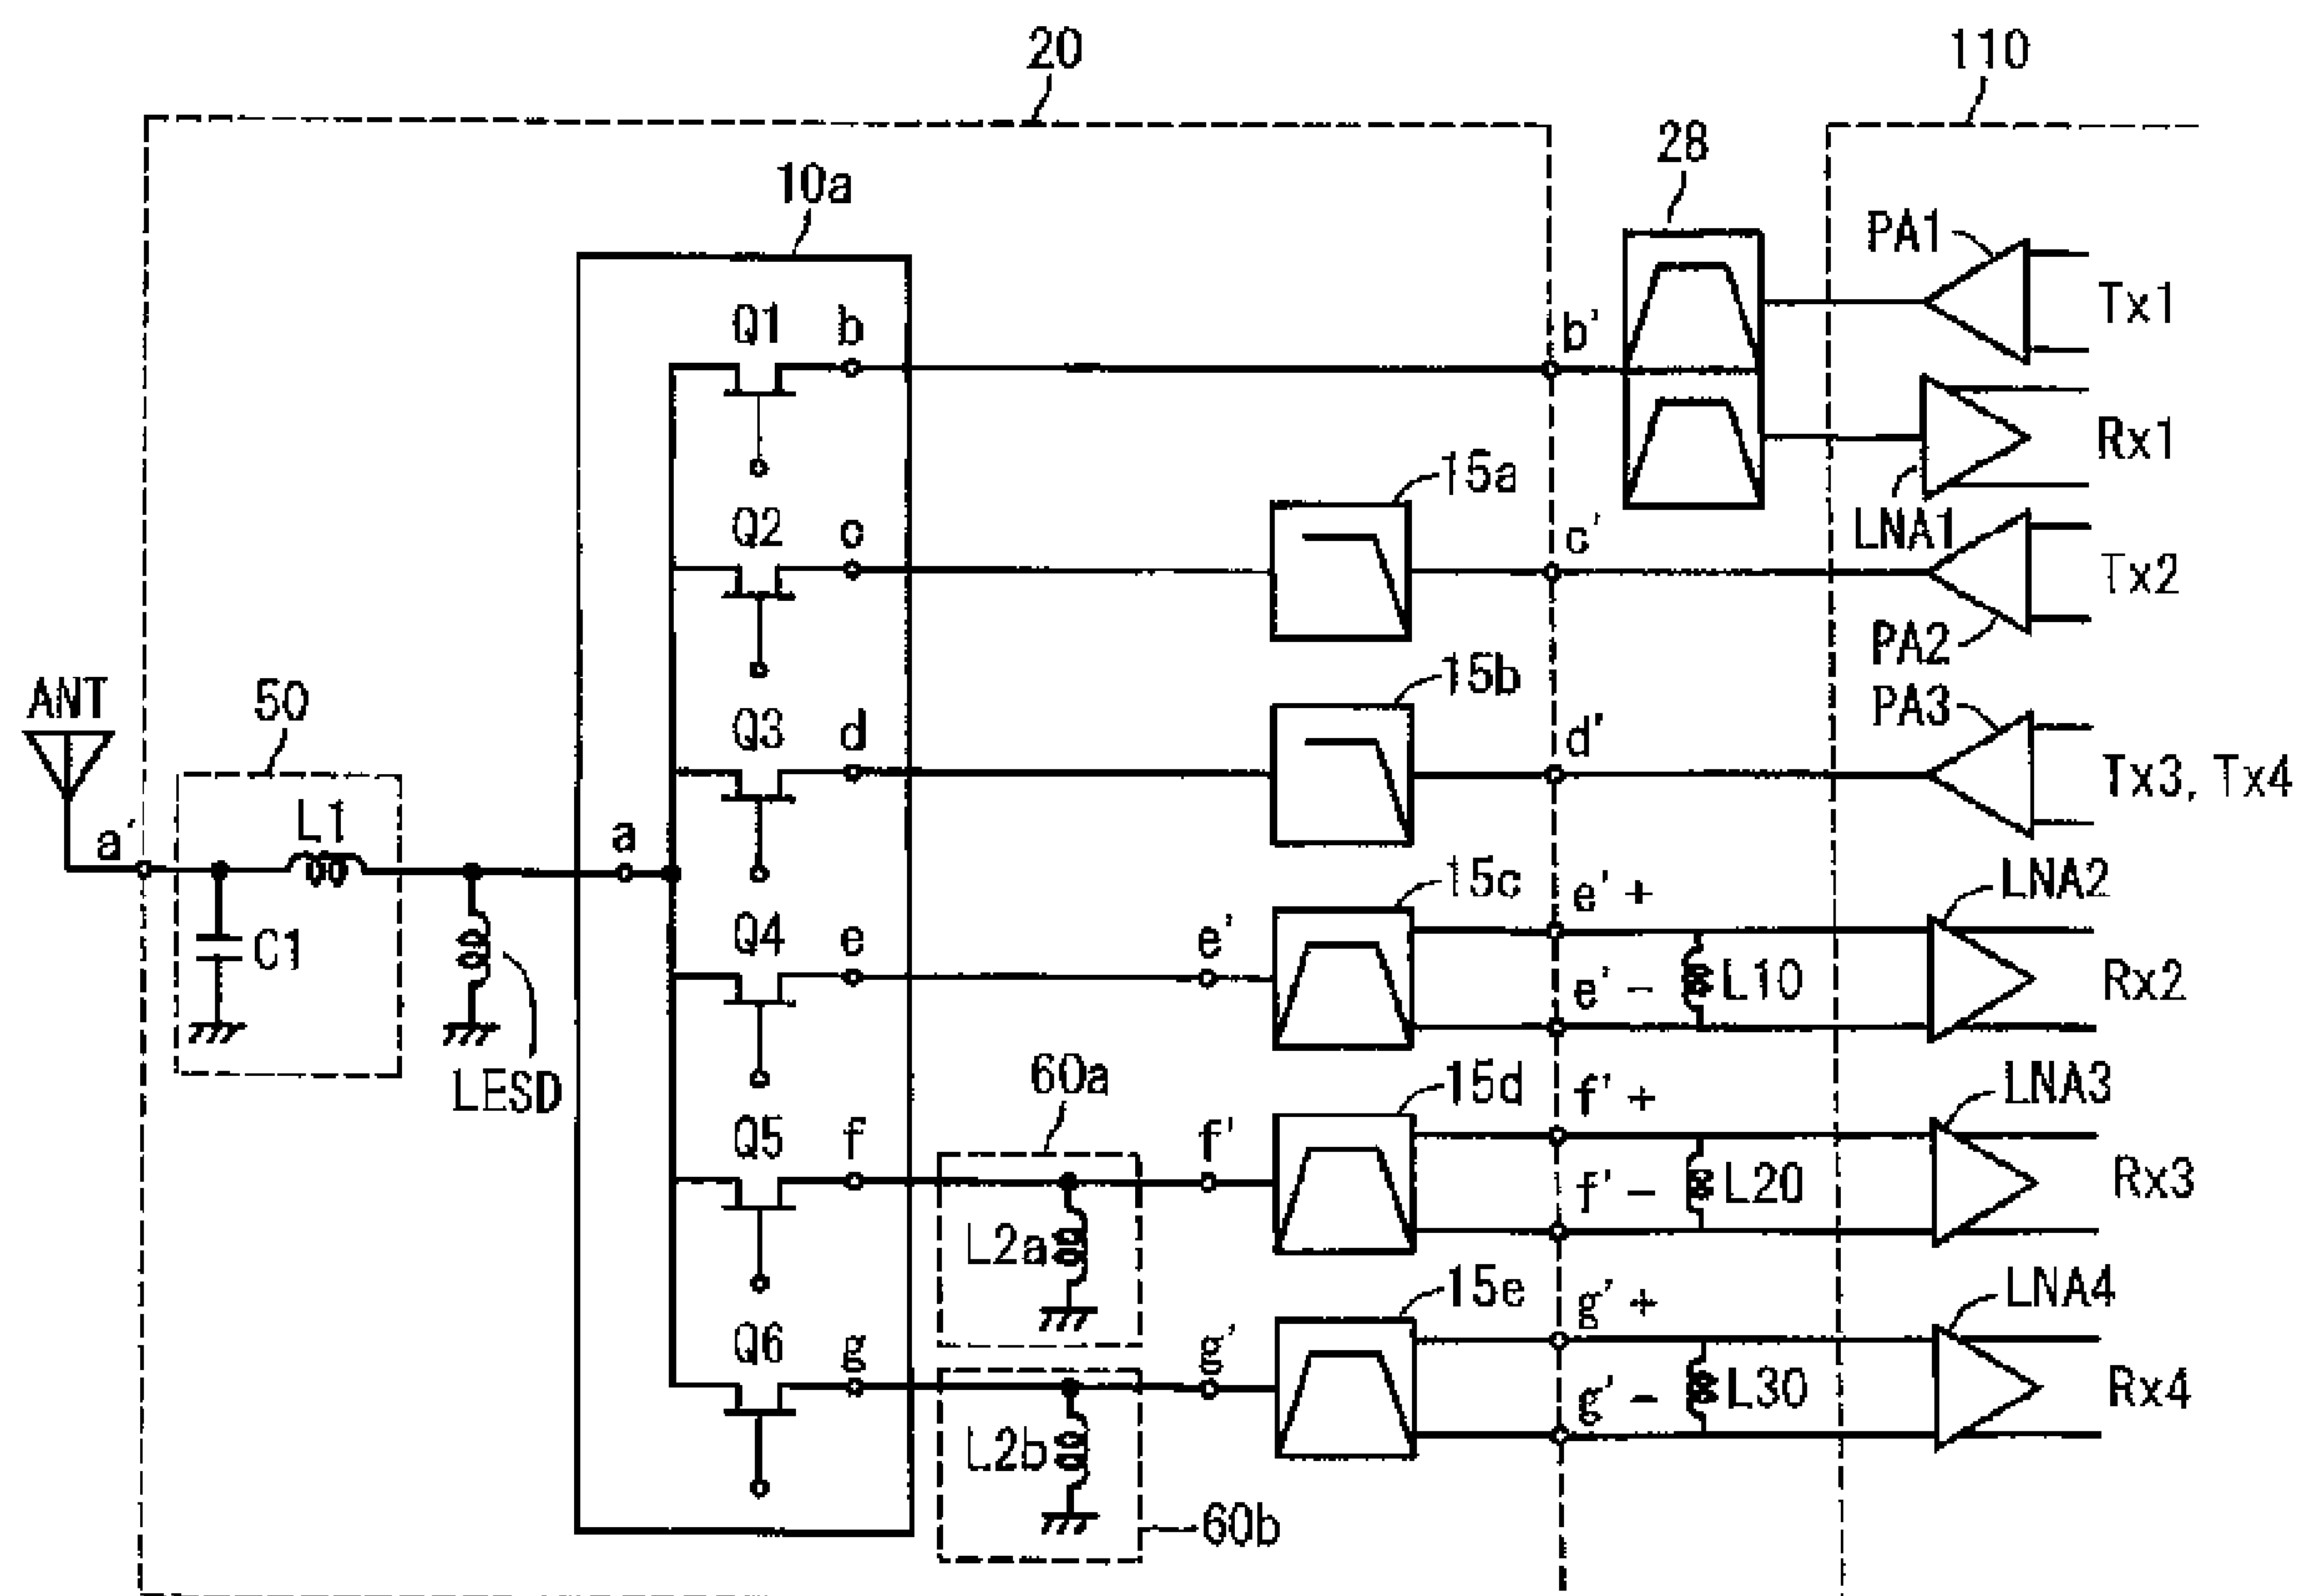 20
110
28
10a
PA1
Tx1
Q1
b
b'
Rx1
15a
LNA1
Q2
c
c'
Tx2
PA2
15b
ANT
50
Q3
d
d'
PA3
Tx3, Tx4
L1
a'
a
15c
e' +
LNA2
C1
Q4
e
e'
e' -
L10
Rx2
LESD
60a
15d
f' +
LNA3
Q5
f
f'
f' -
L20
Rx3
L2a
15e
g' +
LNA4
Q6
g
g'
g' -
L30
Rx4
L2b
60b